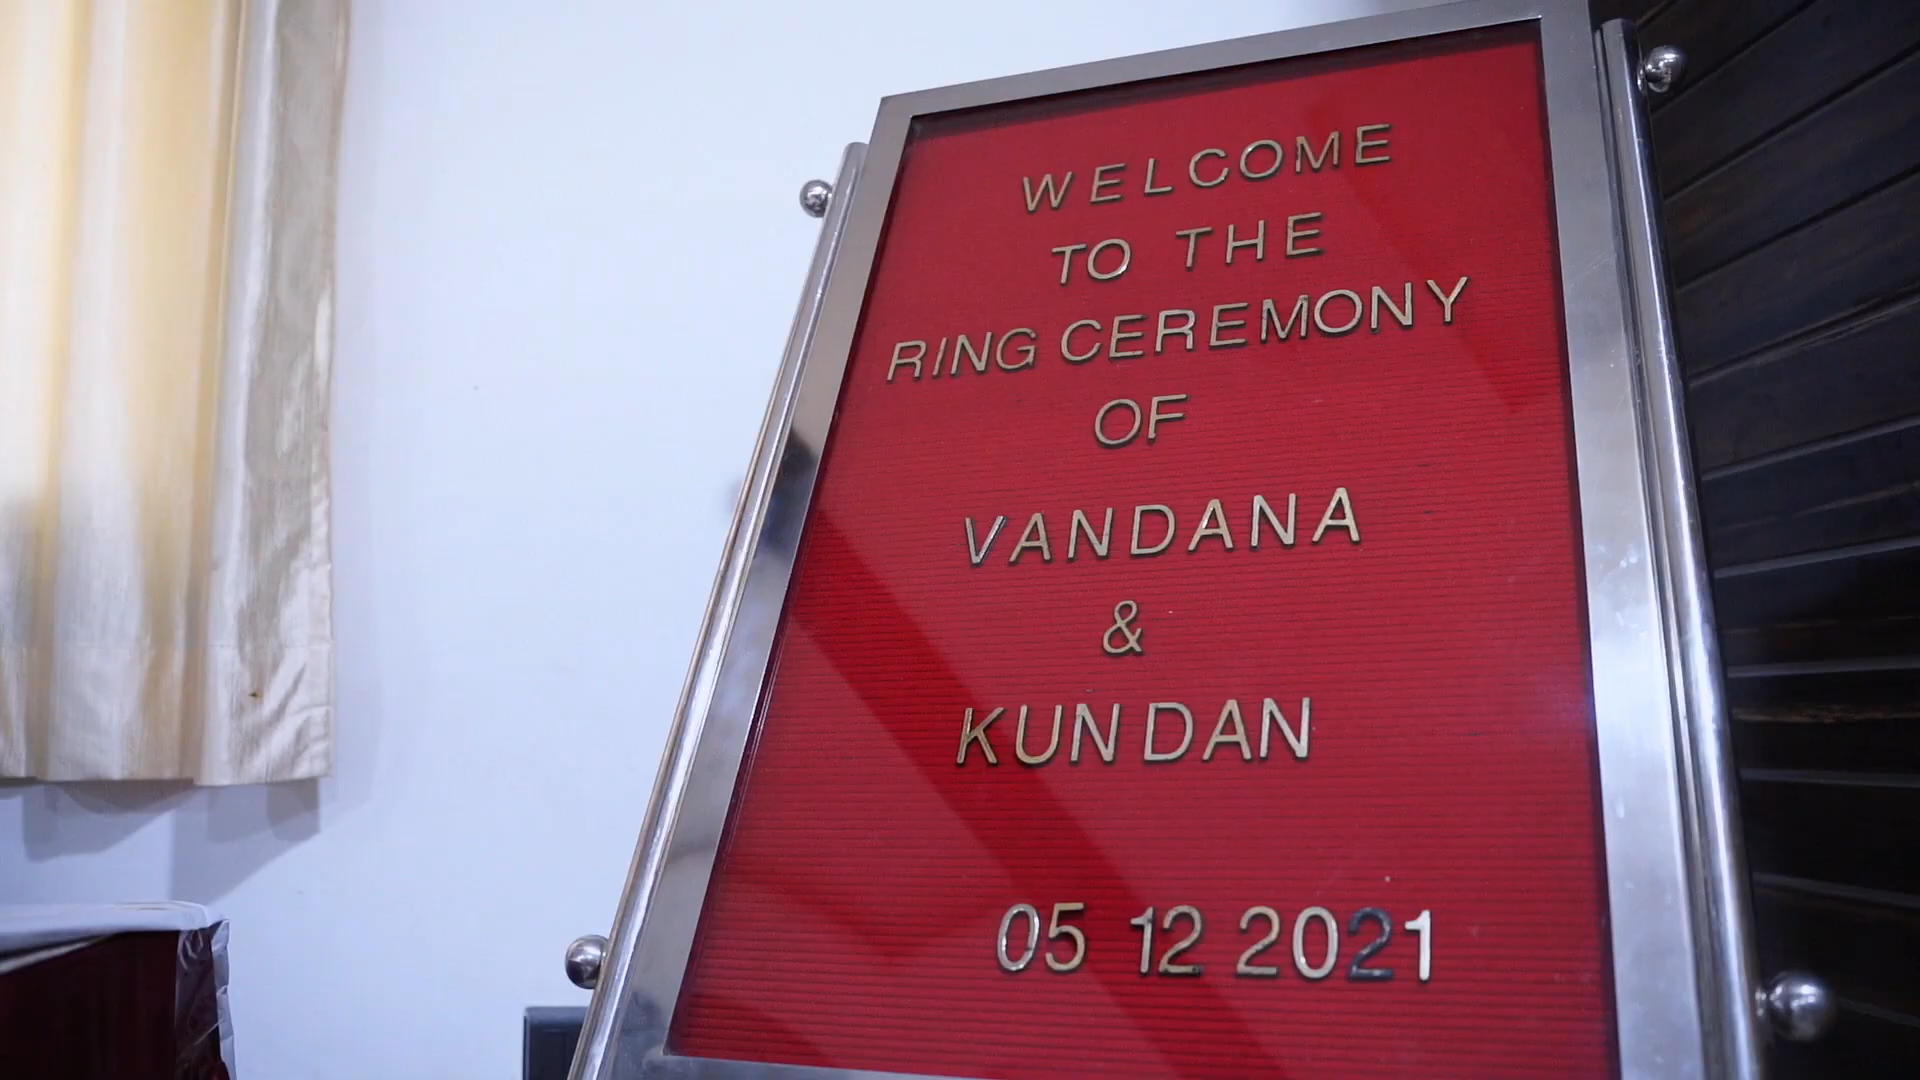 WELCOME
TO THE
RING CEREMONY
OF
VANDANA
&
KUNDAN
05 12 2021